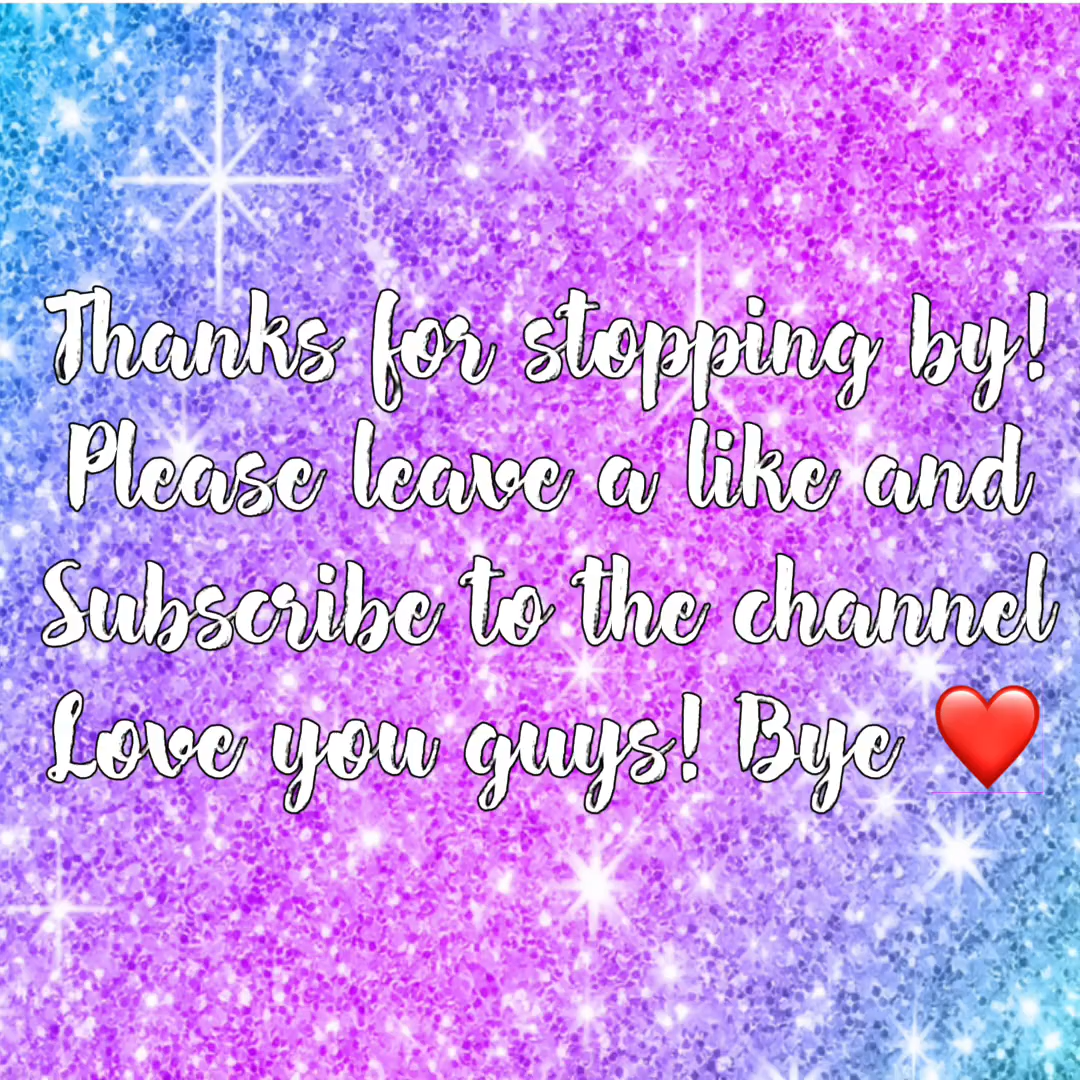 Thanks for stopping by!
Please leave a like and
Subscribe to the channel
Love you guys! Bye ❤️